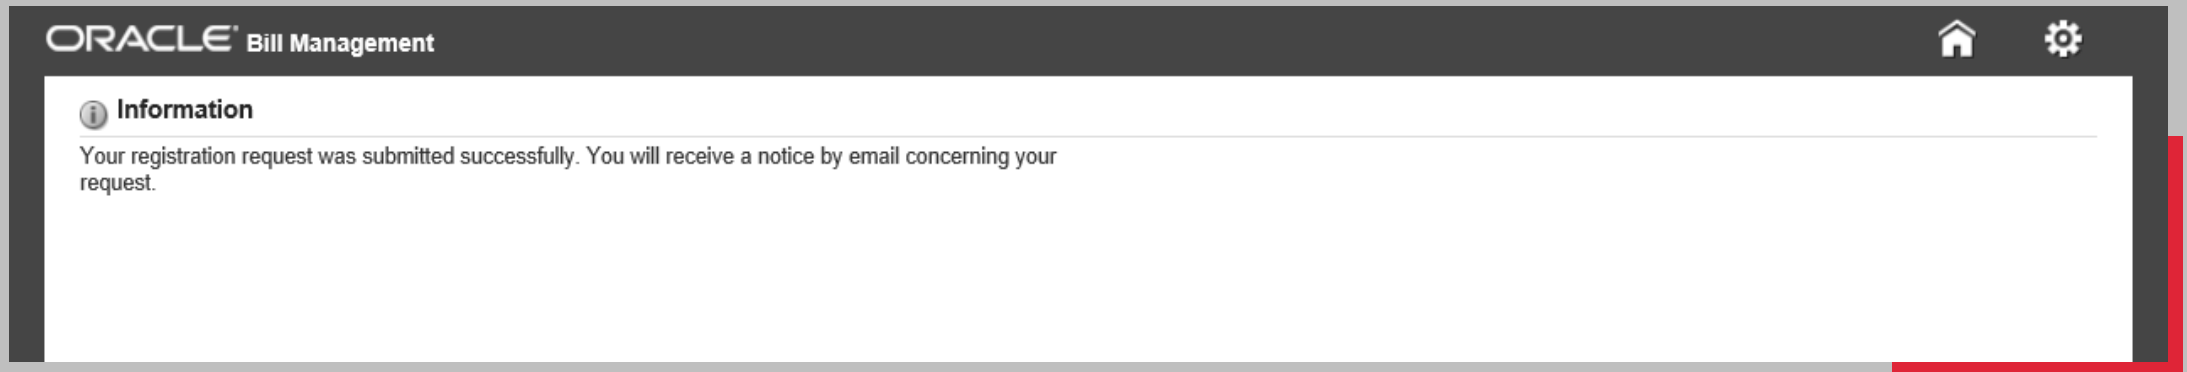 ORACLE® Bill Management
Information
Your registration request was submitted successfully. You will receive a notice by email concerning your
request.